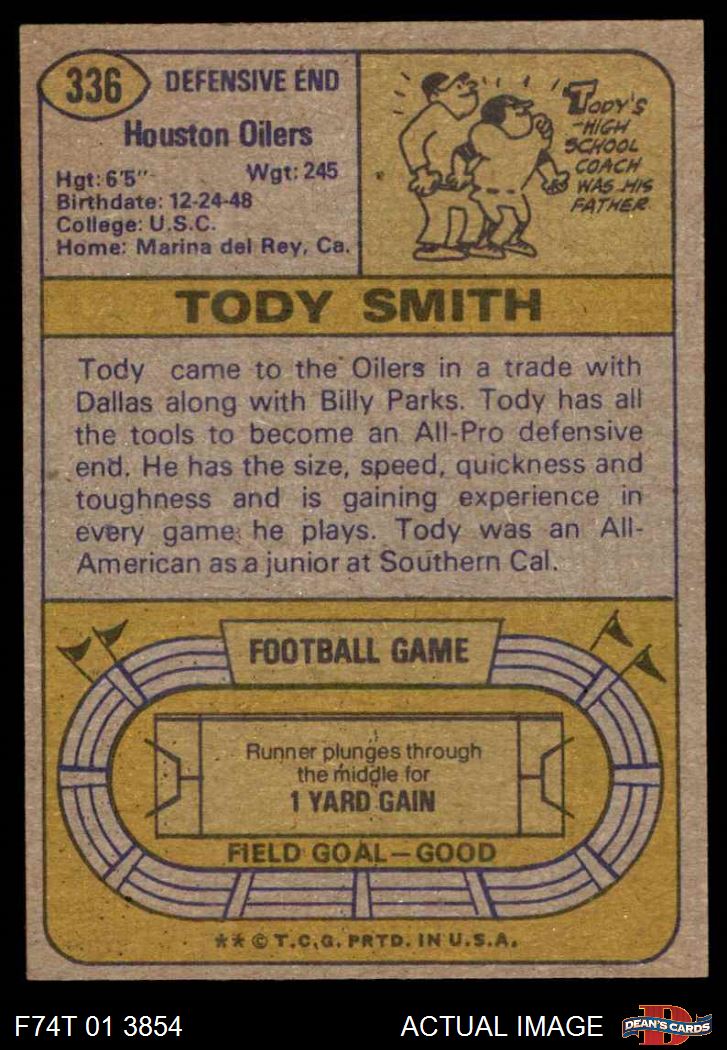 336
DEFENSIVE END
Houston Oilers
Hgt: 6'5" Wgt: 245
Birthdate: 12-24-48
College: U.S.C.
Home: Marina del Rey, Ca.
TODY'S
HIGH
SCHOOL
COACH
WAS HIS
FATHER
TODY SMITH
Tody came to the Oilers in a trade with
Dallas along with Billy Parks. Tody has all
the tools to become an All-Pro defensive
end. He has the size, speed, quickness and
toughness and is gaining experience in
every game he plays. Tody was an All-
American as a junior at Southern Cal.
FOOTBALL GAME
Runner plunges through
the middle for
1 YARD GAIN
FIELD GOAL—GOOD
**© T.C.G. PRTD. IN U.S.A.
F74T 01 3854
ACTUAL IMAGE
D
DEAN'S CARDS